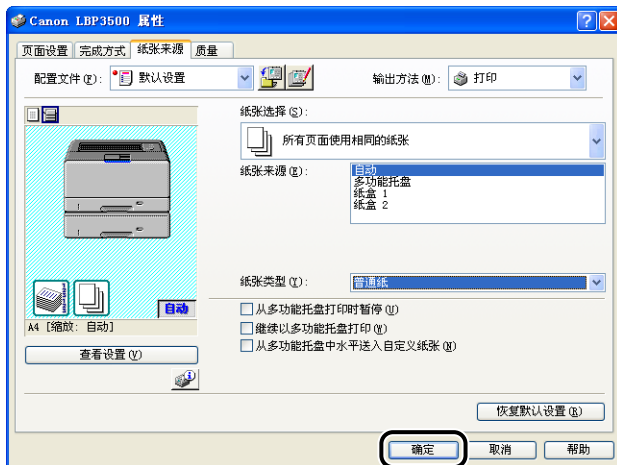 Canon LBP3500 属性
页面设置 完成方式 纸张来源 质量
配置文件(F): 默认设置 输出方法(M): 打印
纸张选择(S):
所有页面使用相同的纸张
纸张来源(E):
自动
多功能托盘
纸盒 1
纸盒 2
自动
A4 [缩放: 自动]
查看设置(V)
纸张类型(Y): 普通纸
从多功能托盘打印时暂停(U)
继续以多功能托盘打印(W)
从多功能托盘中水平送入自定义纸张(N)
恢复默认设置(R)
确定 取消 帮助